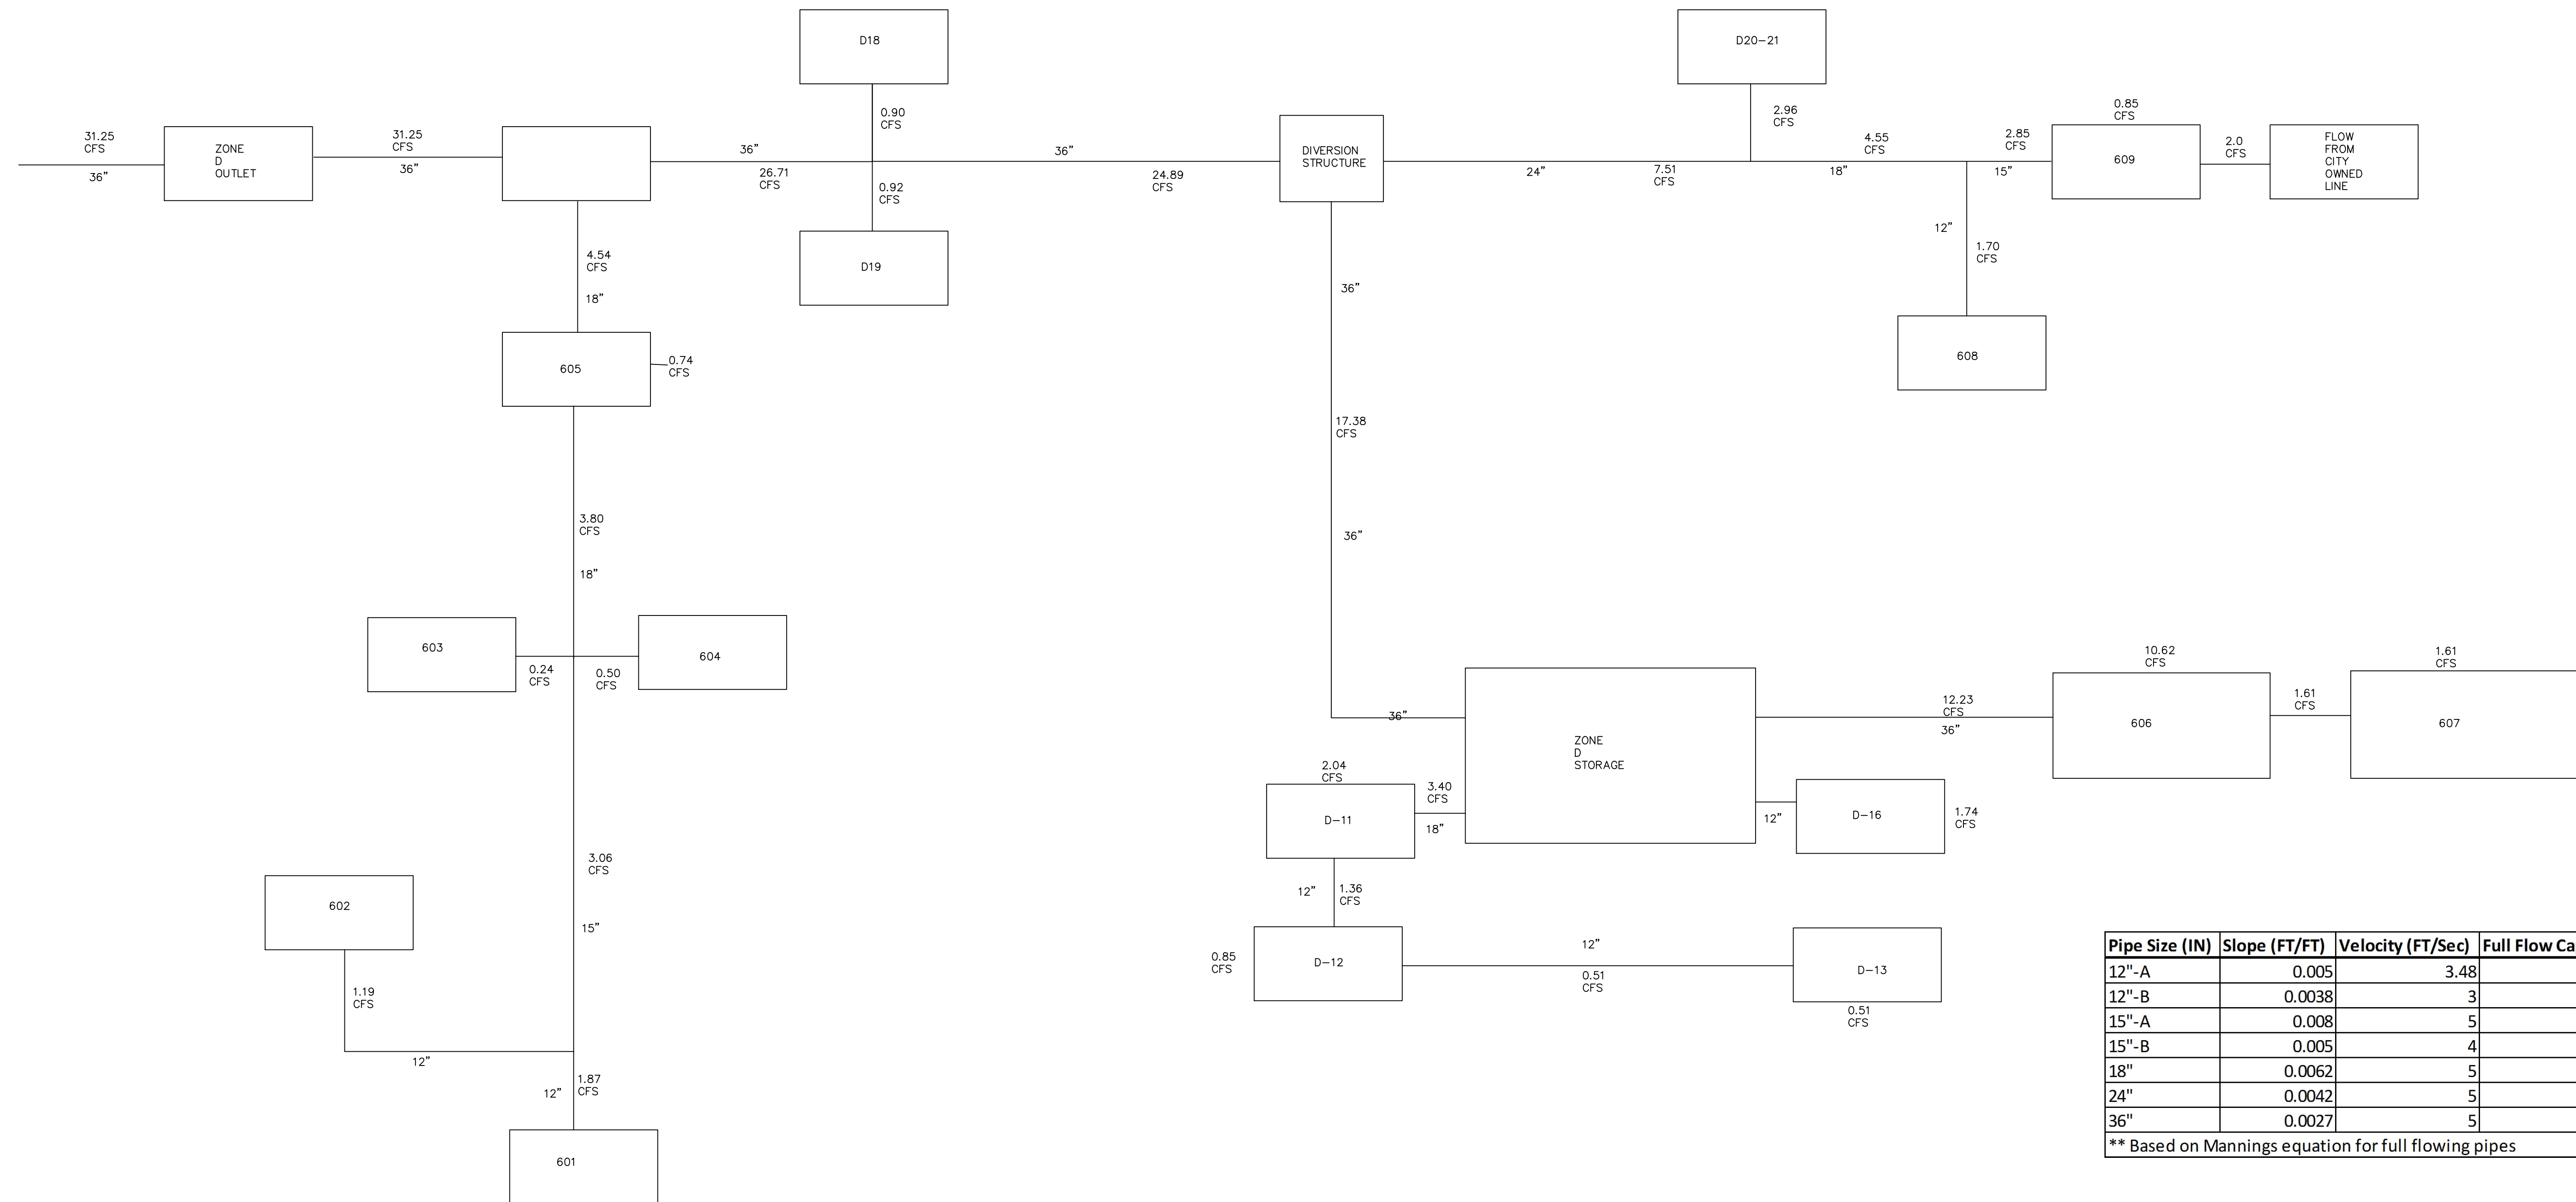 D18
D20-21
0.90
CFS
2.96
CFS
0.85
CFS
31.25
CFS
36"
ZONE
D
OUTLET
31.25
CFS
36"
36"
26.71
CFS
0.92
CFS
36"
24.89
CFS
DIVERSION
STRUCTURE
24"
7.51
CFS
4.55
CFS
18"
2.85
CFS
15"
609
2.0
CFS
FLOW
FROM
CITY
OWNED
LINE
4.54
CFS
18"
D19
36"
12"
1.70
CFS
605
0.74
CFS
608
17.38
CFS
3.80
CFS
18"
36"
603
0.24
CFS
0.50
CFS
604
36"
ZONE
D
STORAGE
12.23
CFS
36"
10.62
CFS
606
1.61
CFS
1.61
CFS
607
2.04
CFS
D-11
3.40
CFS
18"
12"
D-16
1.74
CFS
3.06
CFS
15"
602
12"
1.36
CFS
0.85
CFS
D-12
12"
0.51
CFS
D-13
0.51
CFS
1.19
CFS
12"
1.87
CFS
12"
601
Pipe Size (IN) Slope (FT/FT) Velocity (FT/Sec) Full Flow Ca
12"-A 0.005 3.48
12"-B 0.0038 3
15"-A 0.008 5
15"-B 0.005 4
18" 0.0062 5
24" 0.0042 5
36" 0.0027 5
** Based on Mannings equation for full flowing pipes